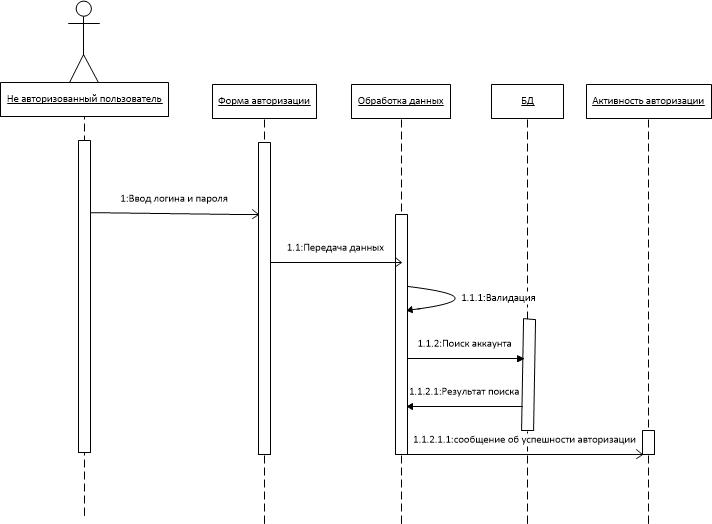 Не авторизованный пользователь
Форма авторизации
Обработка данных
БД
Активность авторизации
1:Ввод логина и пароля
1.1:Передача данных
1.1.1:Валидация
1.1.2:Поиск аккаунта
1.1.2.1:Результат поиска
1.1.2.1.1:сообщение об успешности авторизации